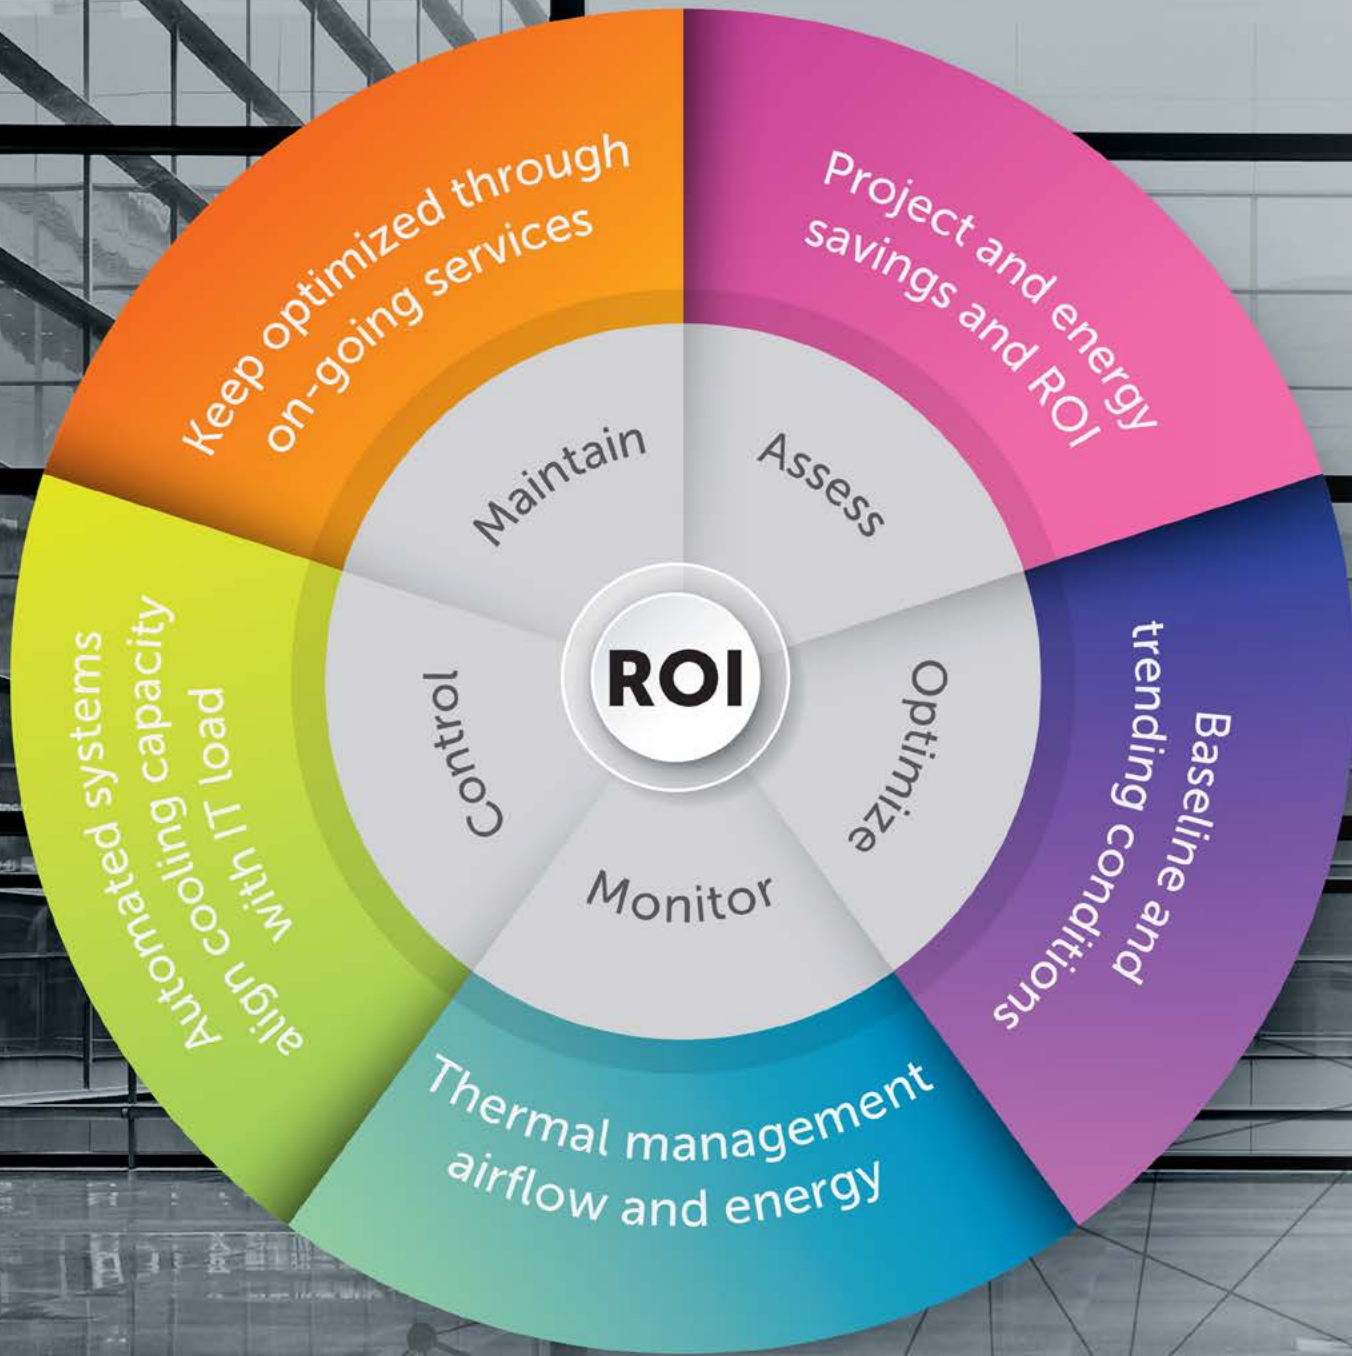 Keep optimized through
on-going services
Project and energy
savings and ROI
Maintain
Assess
Automated systems
align cooling capacity
with IT load
Control
ROI
Optimize
Baseline and
trending conditions
Monitor
Thermal management
airflow and energy